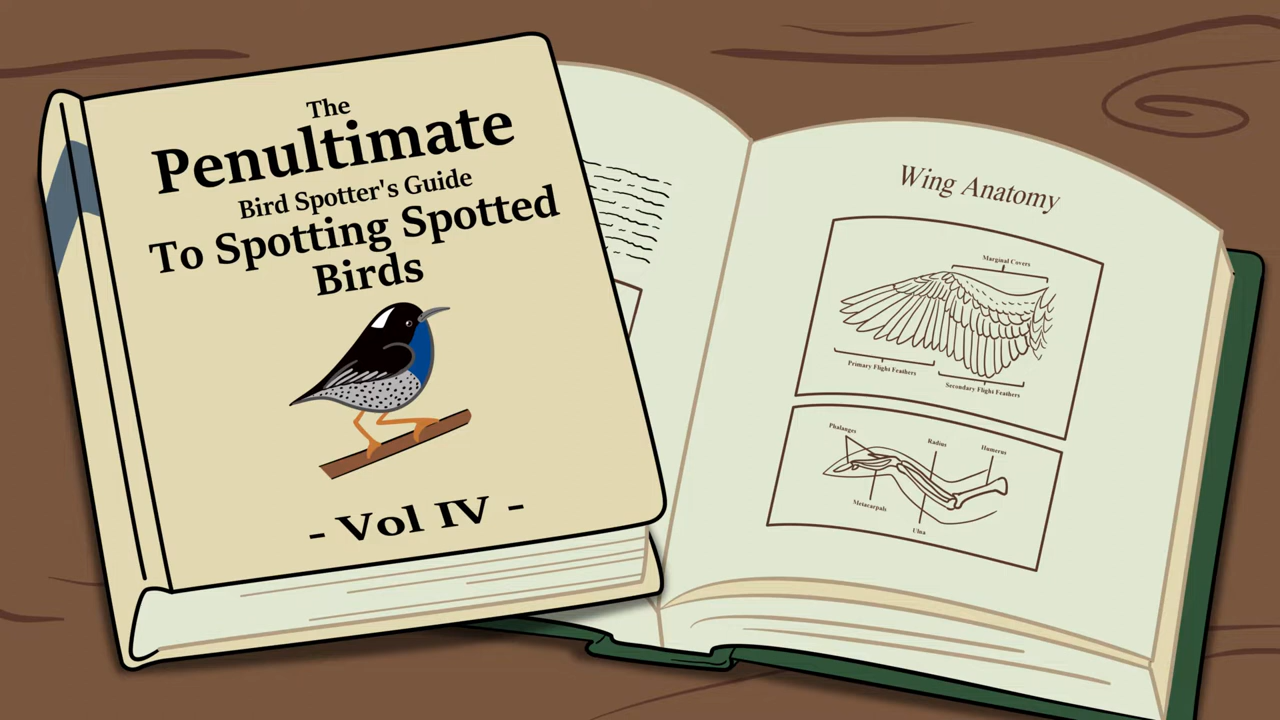 The
Penultimate
Bird Spotter's Guide
To Spotting Spotted
Birds
- Vol IV -
Wing Anatomy
Marginal Covers
Primary Flight Feathers
Secondary Flight Feathers
Phalanges
Radius
Humerus
Metacarpals
Ulna